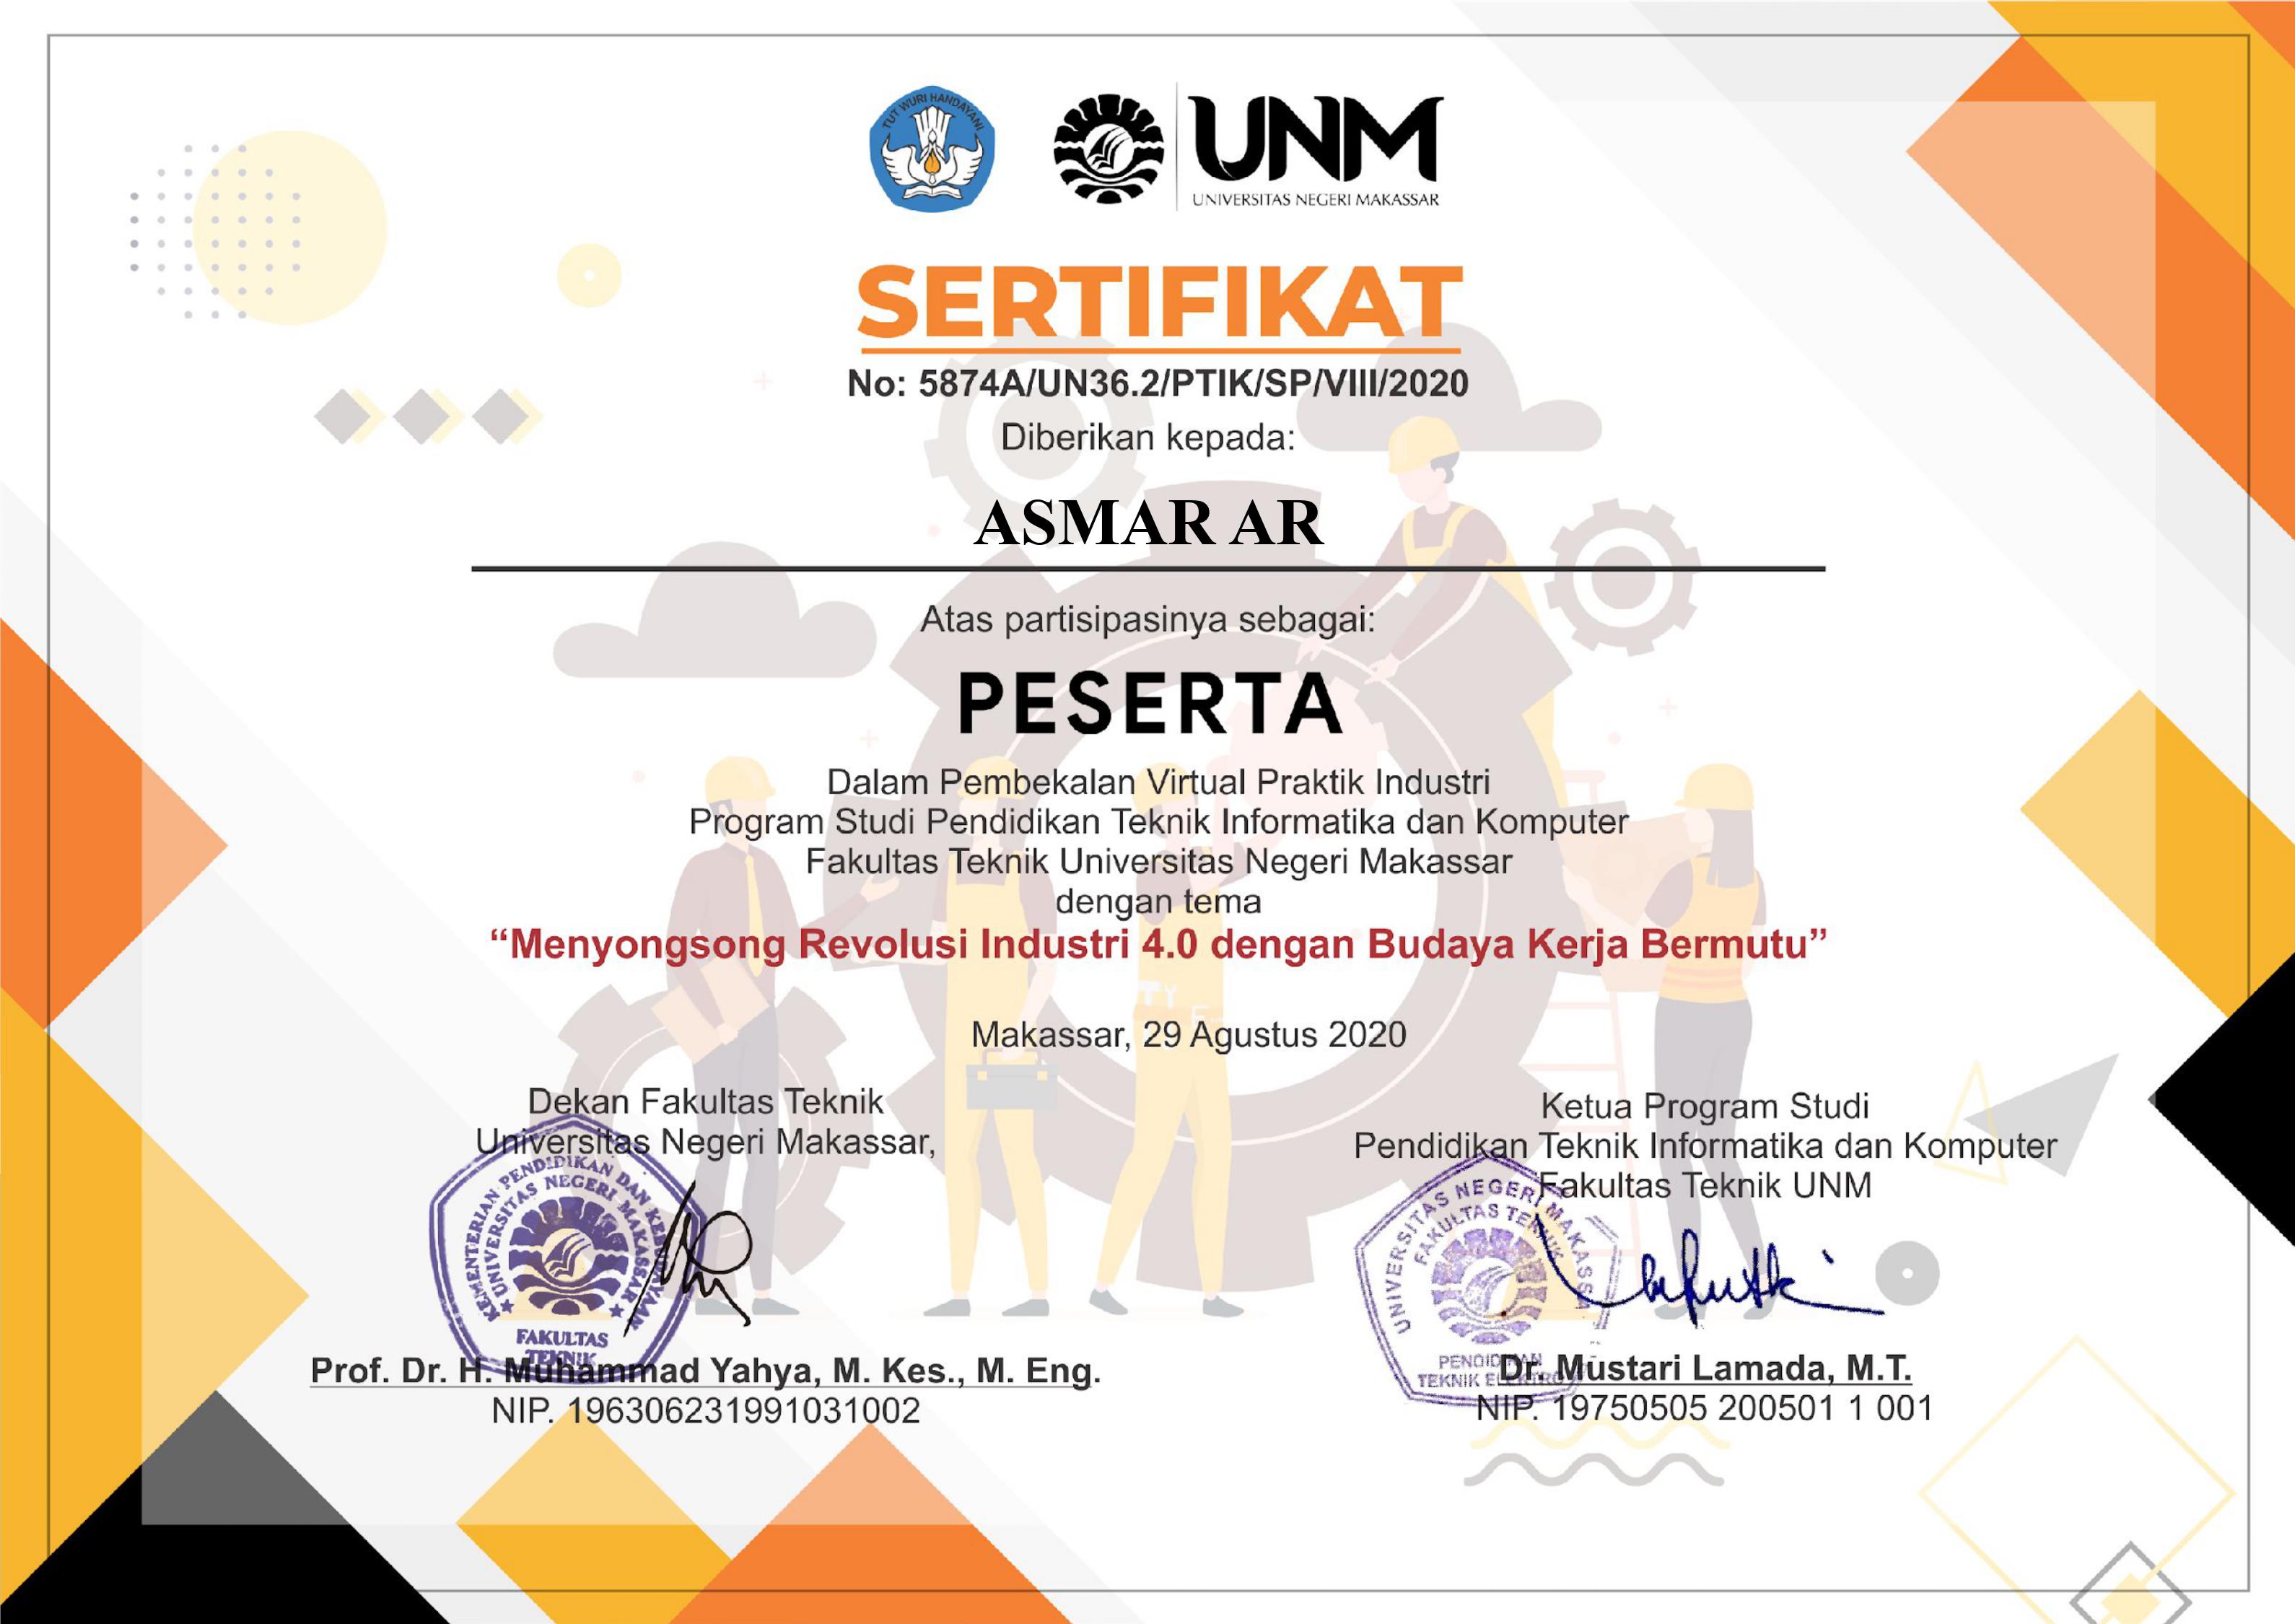 TUT WURI HANDAYANI
UNM
UNIVERSITAS NEGERI MAKASSAR
SERTIFIKAT
No: 5874A/UN36.2/PTIK/SP/VIII/2020
Diberikan kepada:
ASMAR AR
Atas partisipasinya sebagai:
PESERTA
Dalam Pembekalan Virtual Praktik Industri
Program Studi Pendidikan Teknik Informatika dan Komputer
Fakultas Teknik Universitas Negeri Makassar
dengan tema
“Menyongsong Revolusi Industri 4.0 dengan Budaya Kerja Bermutu”
Makassar, 29 Agustus 2020
Dekan Fakultas Teknik
Universitas Negeri Makassar,
KEMENTERIAN PENDIDIKAN DAN KEBUDAYAAN
UNIVERSITAS NEGERI MAKASSAR
FAKULTAS
TEKNIK
Prof. Dr. H. Muhammad Yahya, M. Kes., M. Eng.
NIP. 196306231991031002
Ketua Program Studi
Pendidikan Teknik Informatika dan Komputer
Fakultas Teknik UNM
UNIVERSITAS NEGERI MAKASSAR
FAKULTAS TEKNIK
PENDIDIKAN
TEKNIK ELEKTRO
Dr. Mustari Lamada, M.T.
NIP. 19750505 200501 1 001